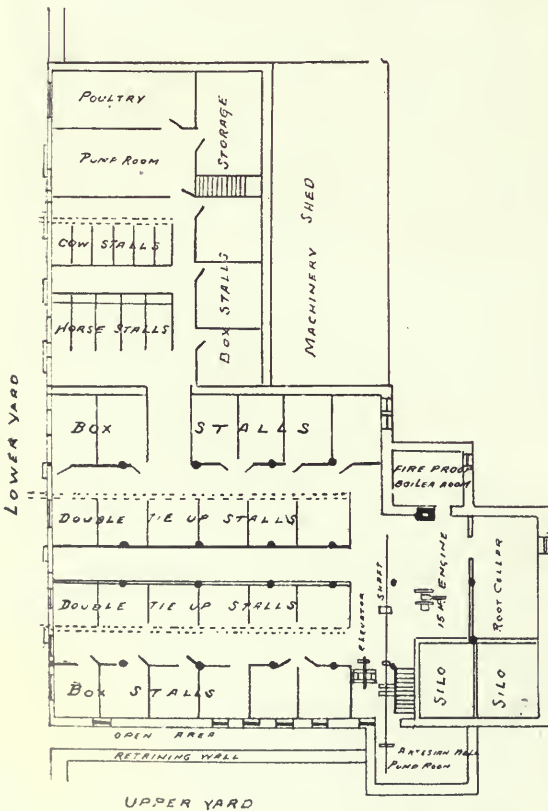 POULTRY
STORAGE
PUMP ROOM
MACHINERY SHED
COW STALLS
BOX STALLS
HORSE STALLS
LOWER YARD
BOX STALLS
FIRE PROOF
BOILER ROOM
DOUBLE TIE UP STALLS
ELEVATOR
SHAFT
15 H. ENGINE
ROOT CELLAR
DOUBLE TIE UP STALLS
BOX STALLS
SILO
SILO
OPEN AREA
RETAINING WALL
ARTESIAN WELL
PUMP ROOM
UPPER YARD